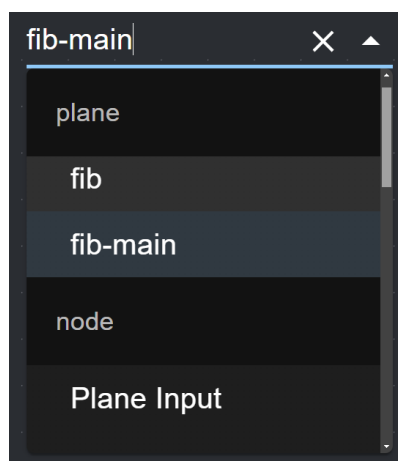 fib-main
plane
fib
fib-main
node
Plane Input